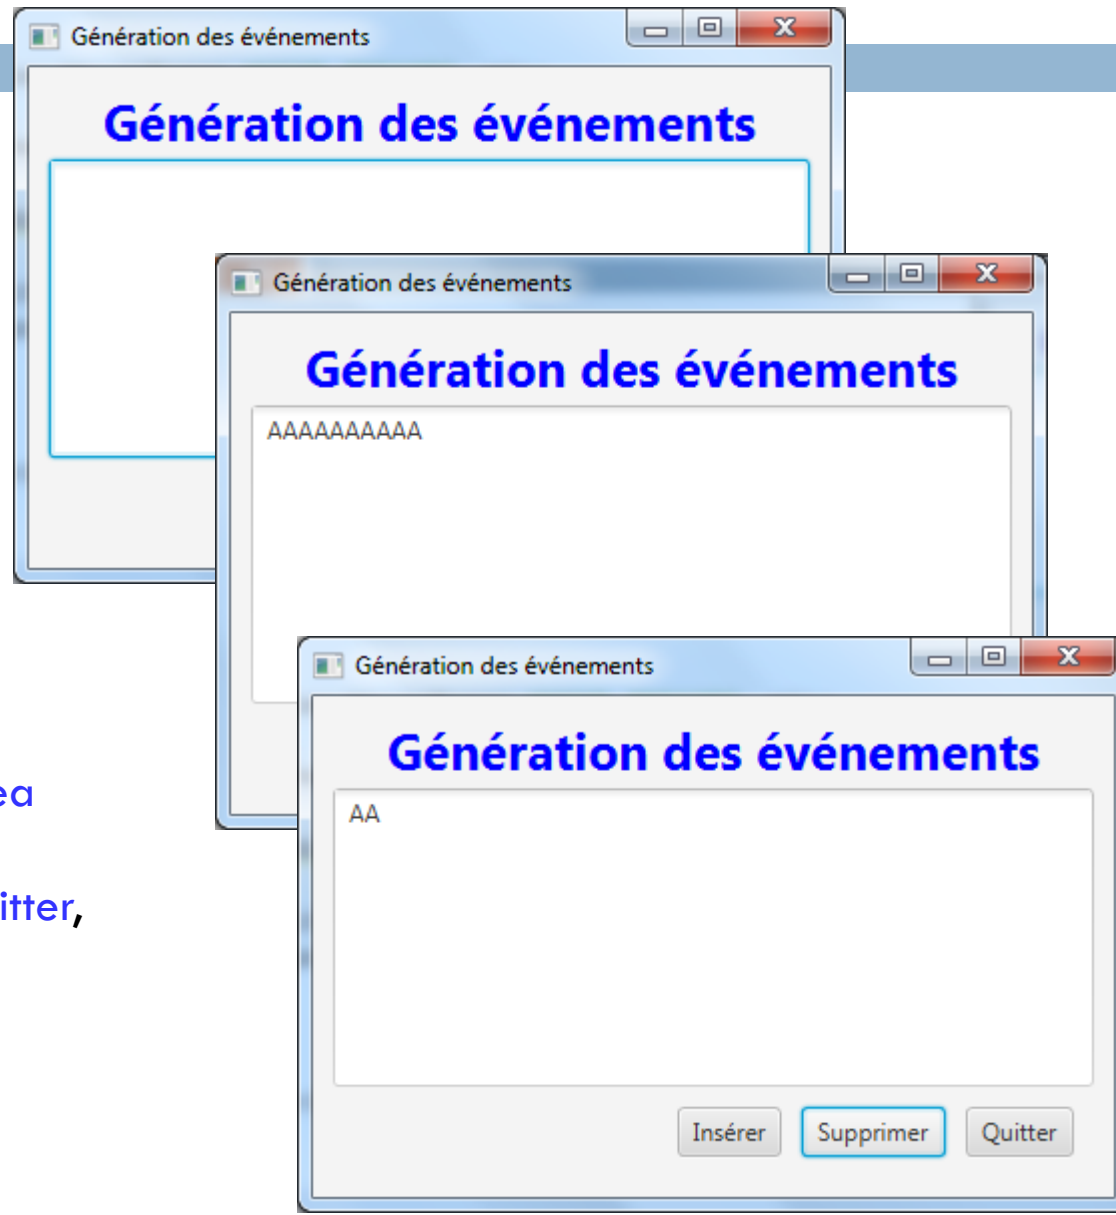 Génération des événements
Génération des événements
Génération des événements
Génération des événements
AAAAAAAAAA
Génération des événements
Génération des événements
AA
Insérer Supprimer Quitter